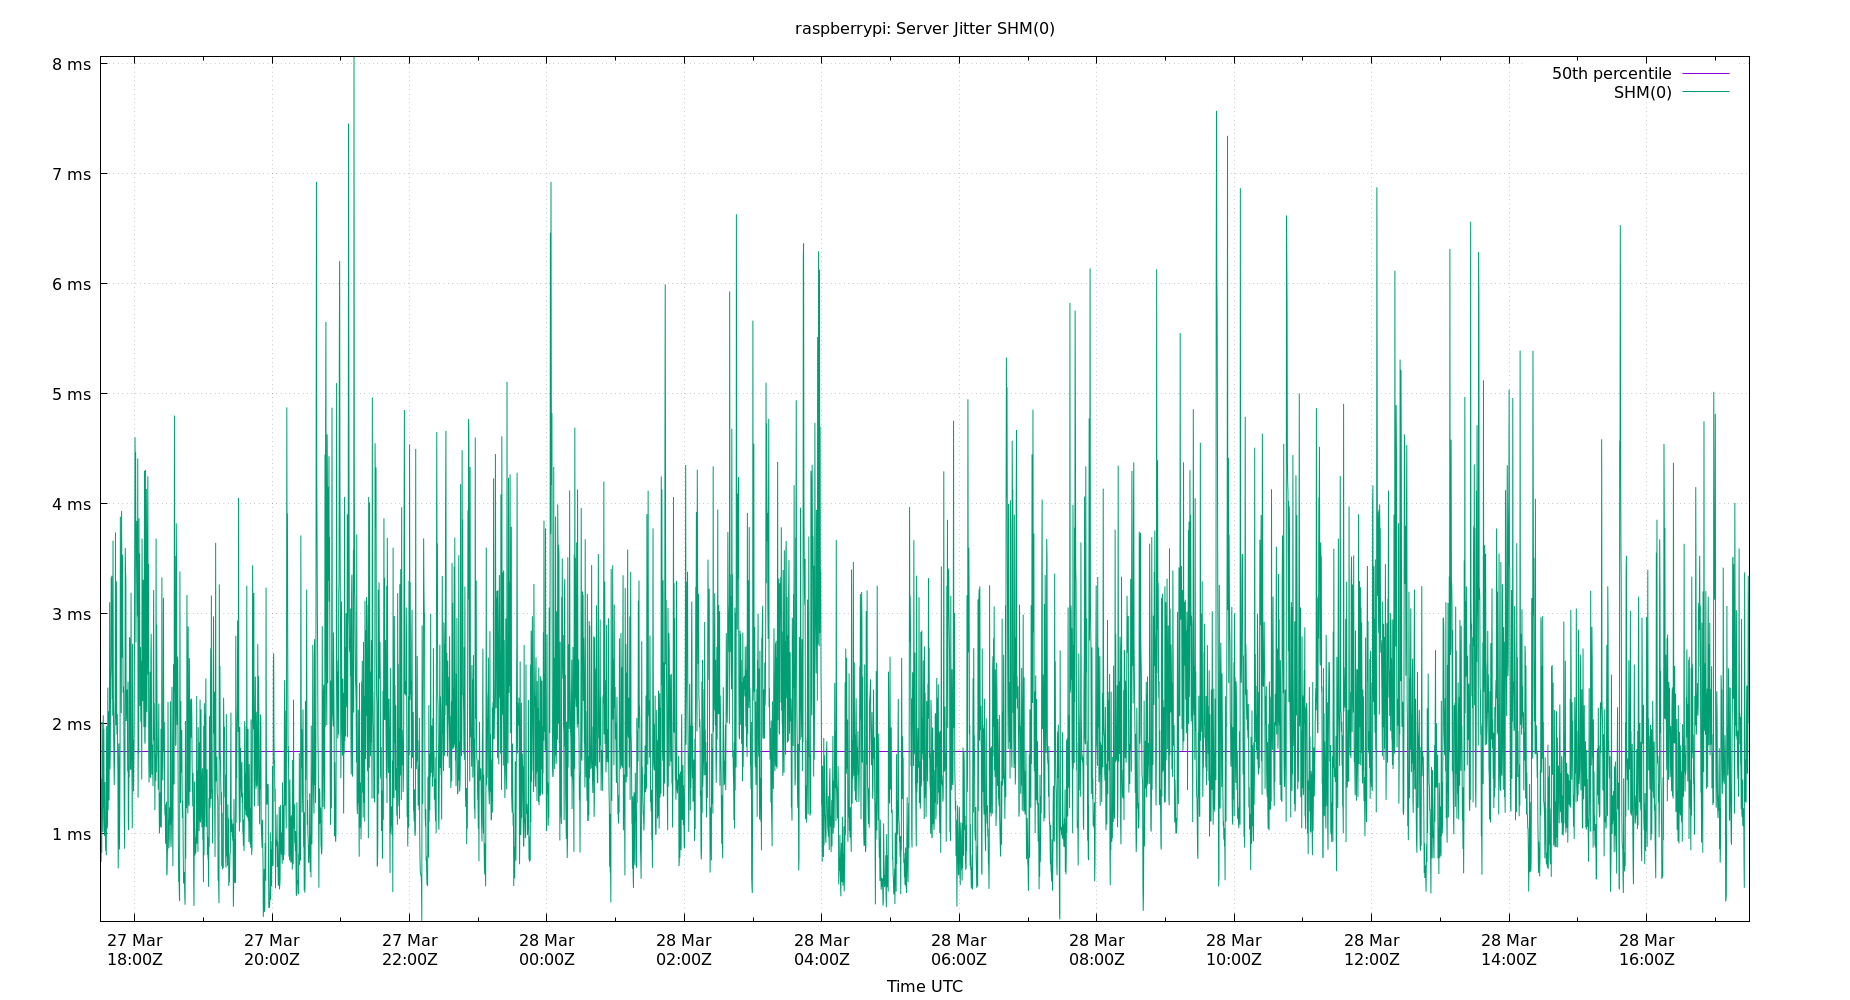 raspberrypi: Server Jitter SHM(0)
8 ms
7 ms
6 ms
5 ms
4 ms
3 ms
2 ms
1 ms
50th percentile
SHM(0)
27 Mar
18:00Z
27 Mar
20:00Z
27 Mar
22:00Z
28 Mar
00:00Z
28 Mar
02:00Z
28 Mar
04:00Z
28 Mar
06:00Z
28 Mar
08:00Z
28 Mar
10:00Z
28 Mar
12:00Z
28 Mar
14:00Z
28 Mar
16:00Z
Time UTC